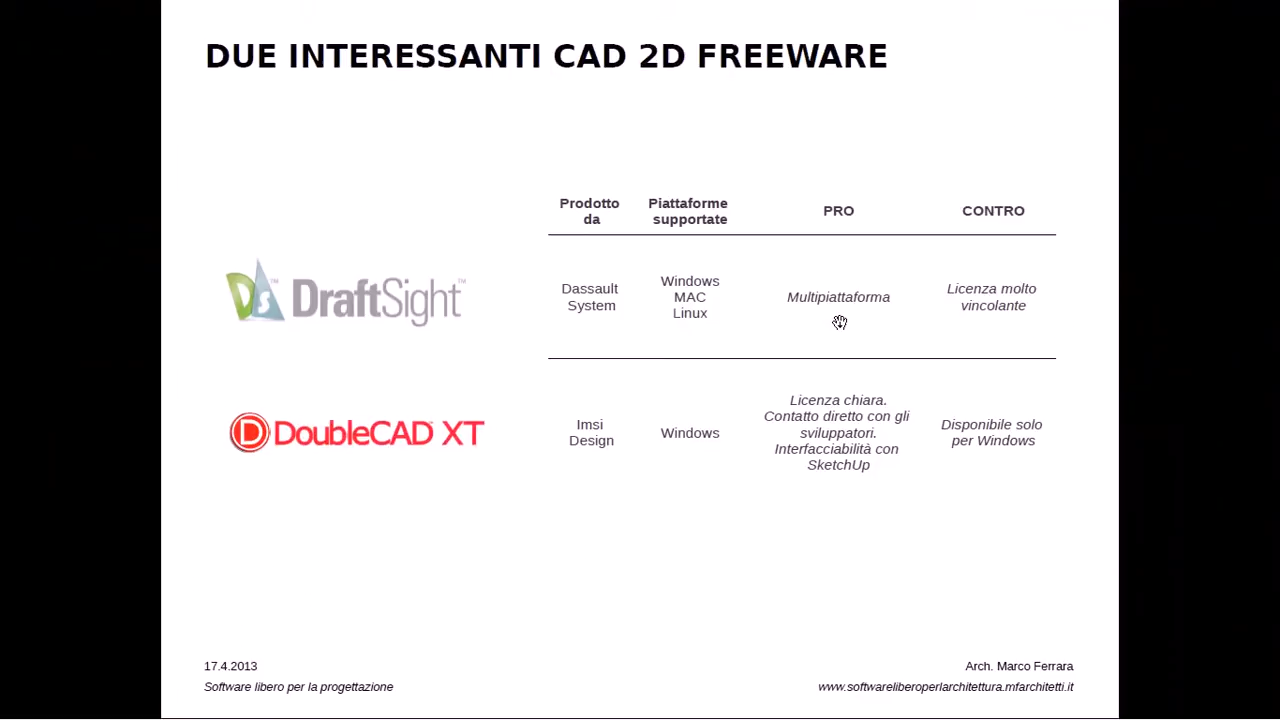 DUE INTERESSANTI CAD 2D FREEWARE
Prodotto da
Piattaforme supportate
PRO
CONTRO
DS™ DraftSight™
Dassault System
Windows
MAC
Linux
Multipiattaforma
Licenza molto vincolante
D DoubleCAD XT
Imsi Design
Windows
Licenza chiara.
Contatto diretto con gli
sviluppatori.
Interfacciabilità con
SketchUp
Disponibile solo
per Windows
17.4.2013
Arch. Marco Ferrara
Software libero per la progettazione
www.softwareliberoperlarchitettura.mfarchitetti.it